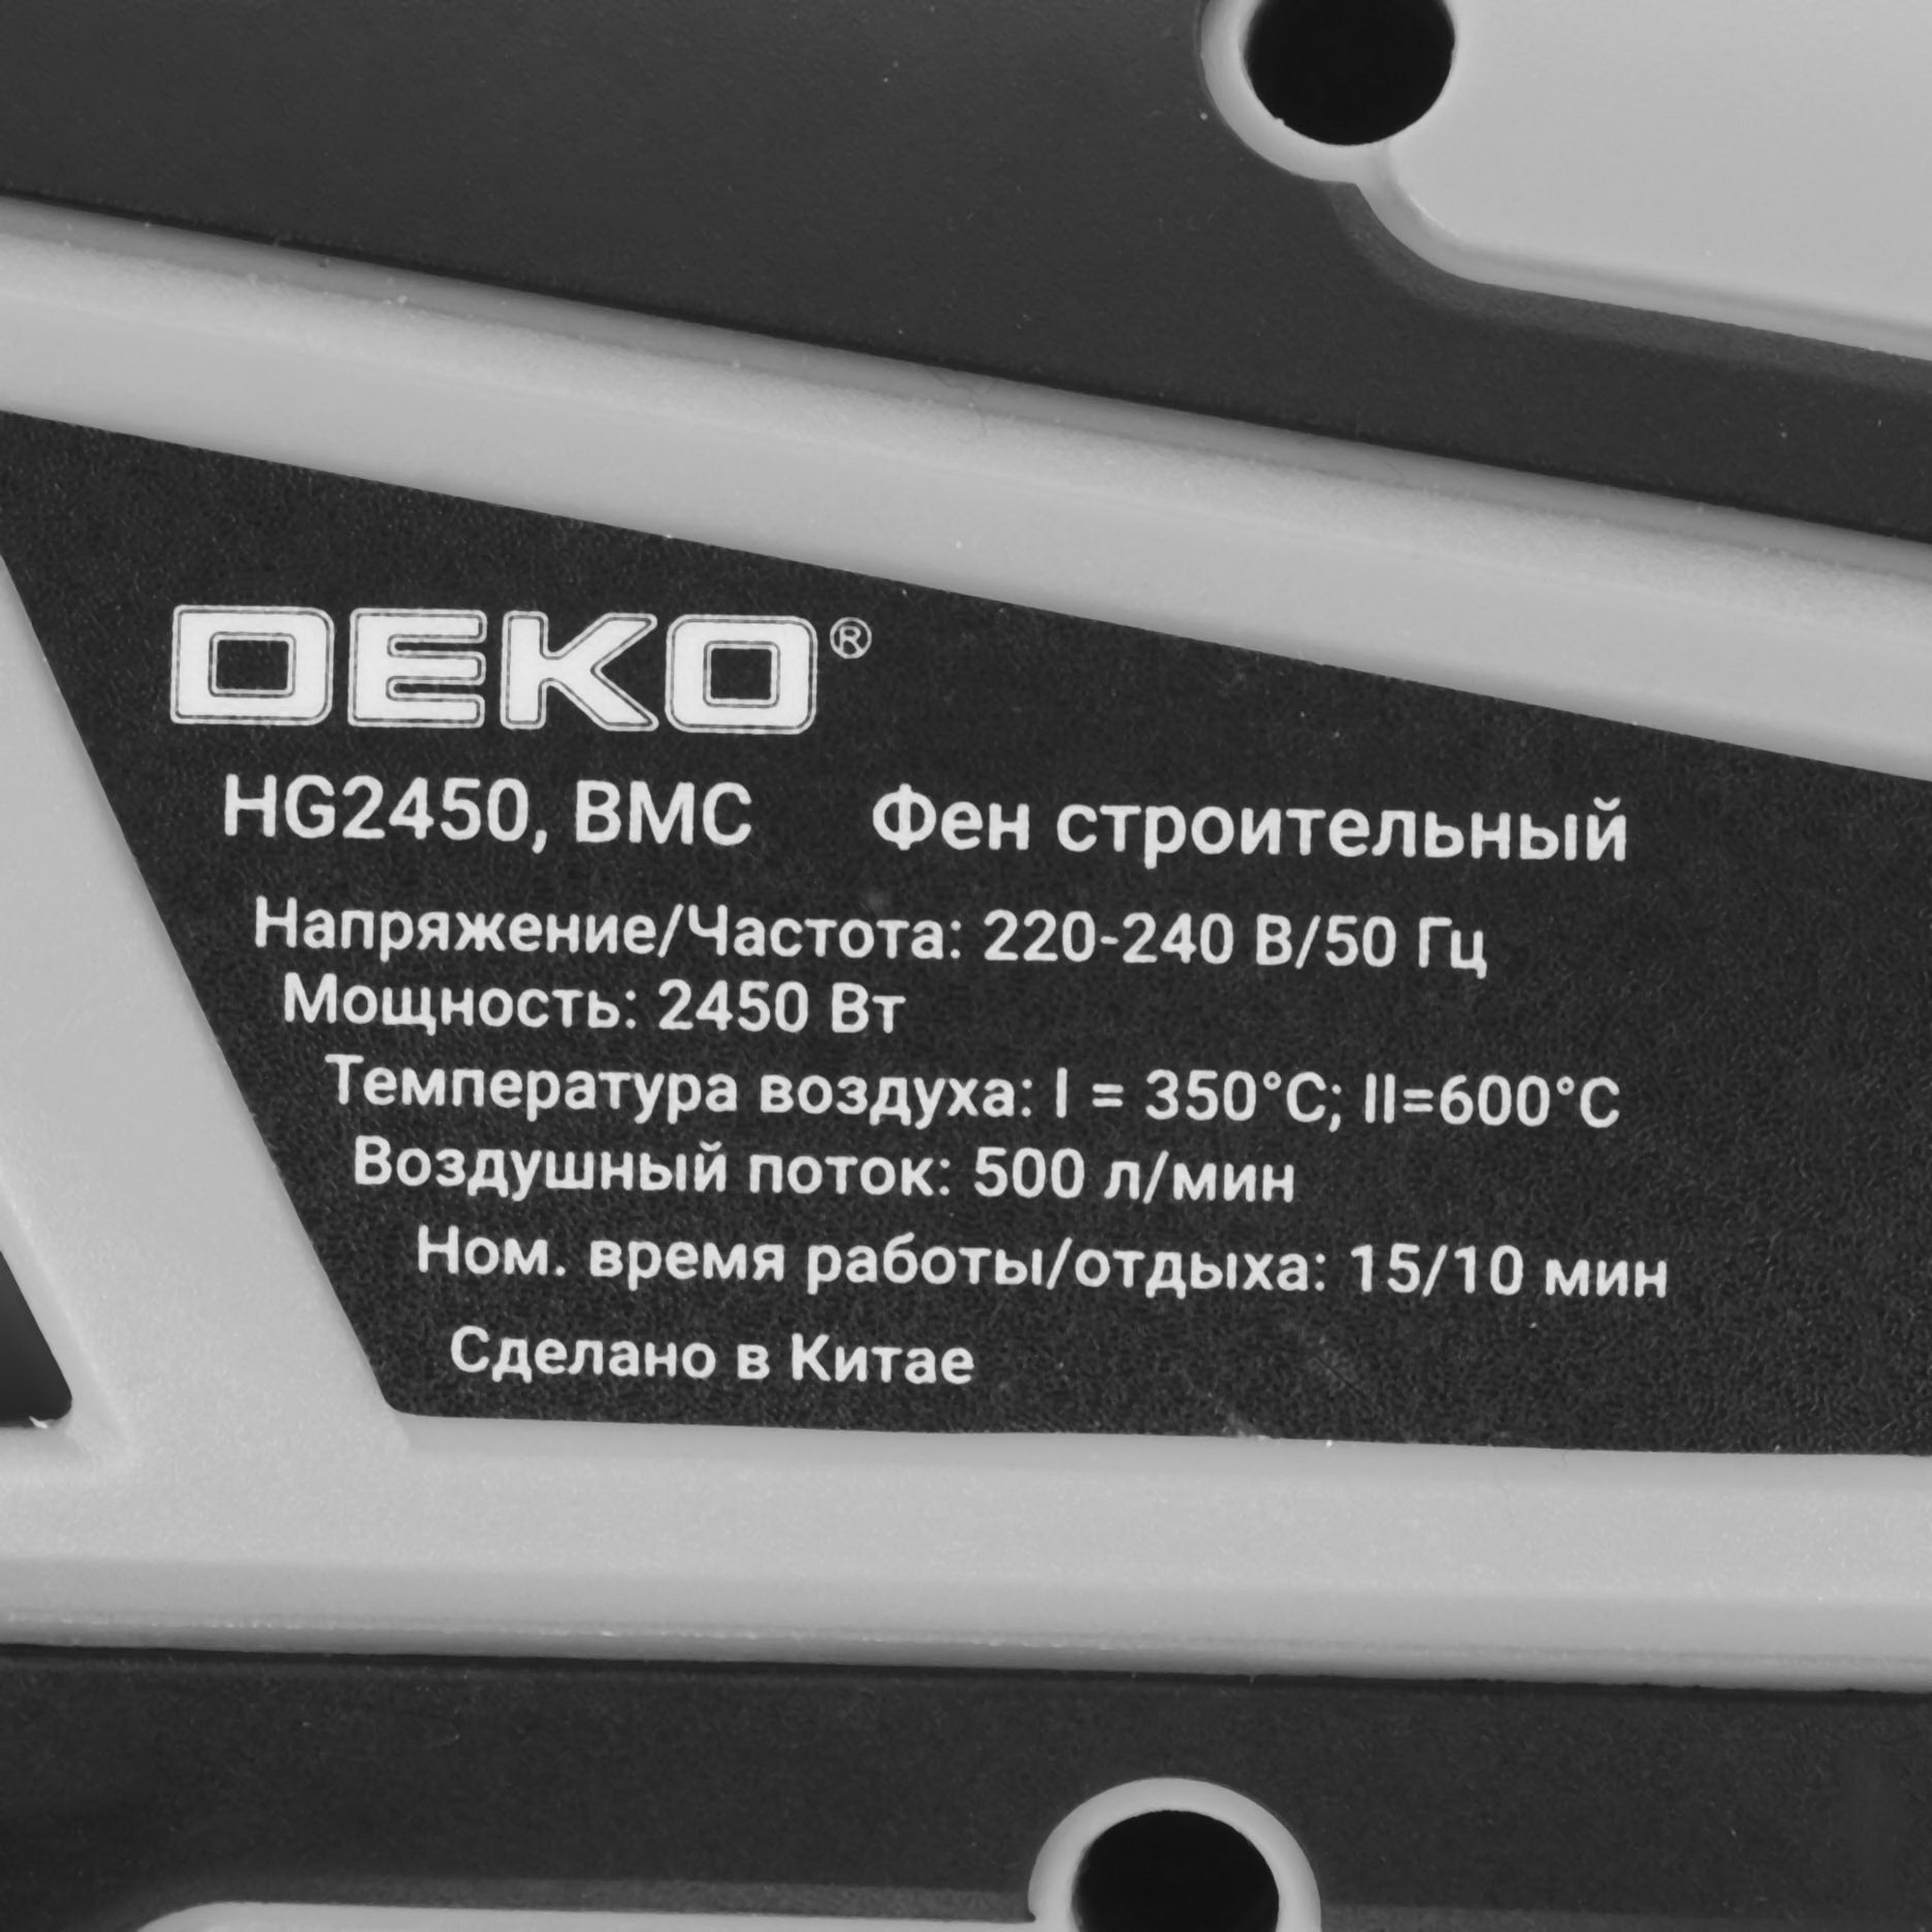 DEKO®
HG2450, BMC Фен строительный
Напряжение/Частота: 220-240 В/50 Гц
Мощность: 2450 Вт
Температура воздуха: I = 350°C; II=600°C
Воздушный поток: 500 л/мин
Ном. время работы/отдыха: 15/10 мин
Сделано в Китае